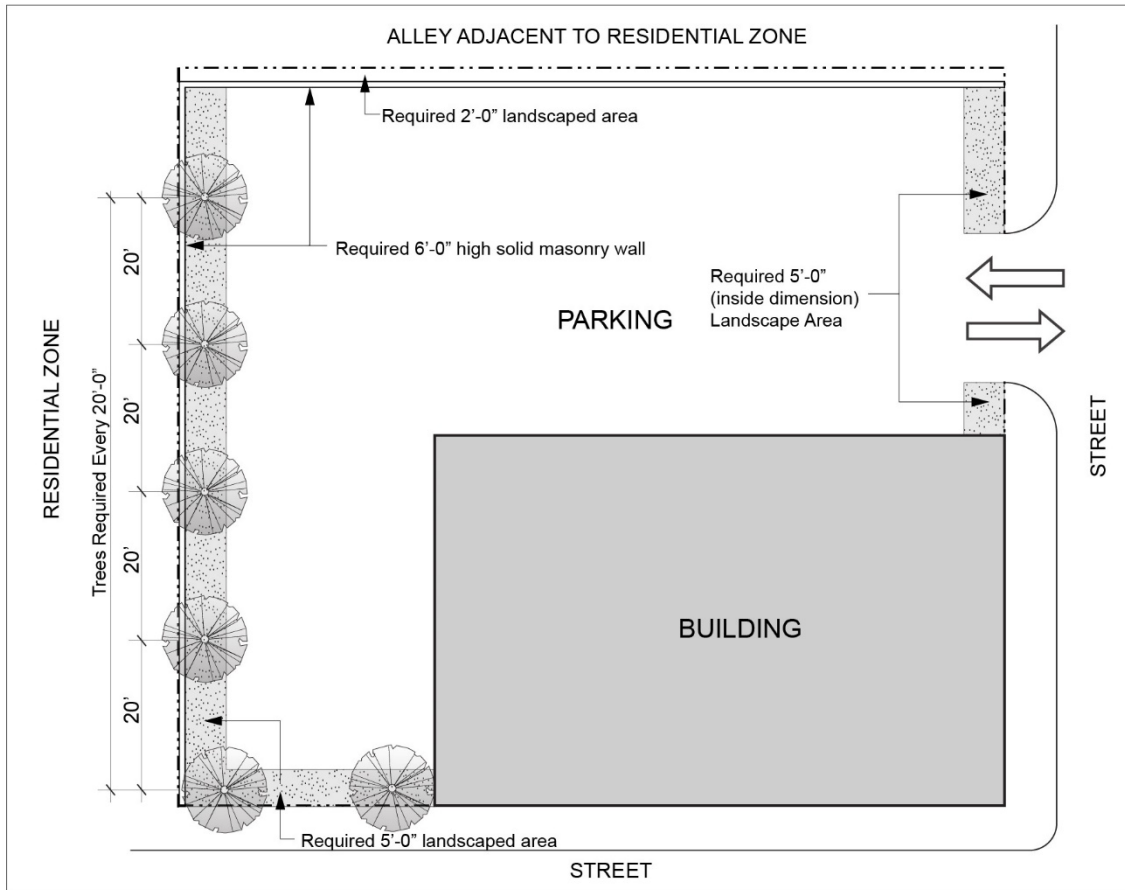 ALLEY ADJACENT TO RESIDENTIAL ZONE
Required 2'-0" landscaped area
Required 6'-0" high solid masonry wall
Required 5'-0"
(inside dimension)
Landscape Area
PARKING
RESIDENTIAL ZONE
Trees Required Every 20'-0"
20'
20'
20'
20'
STREET
BUILDING
Required 5'-0" landscaped area
STREET